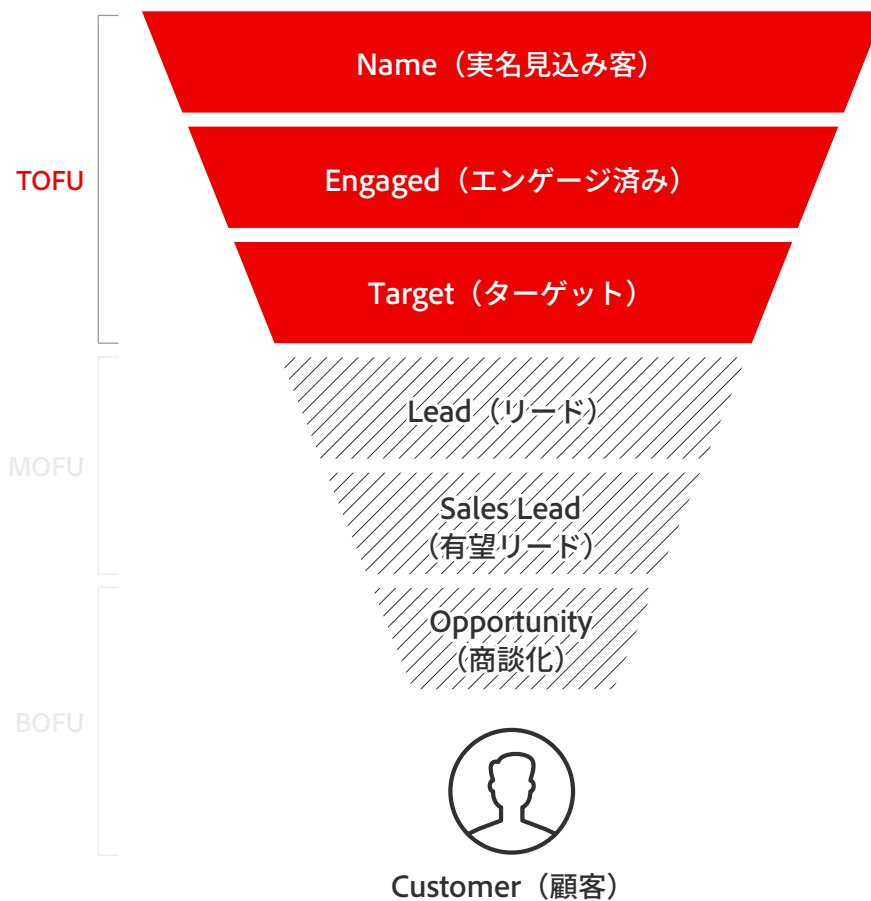 Name（実名見込み客）
TOFU
Engaged（エンゲージ済み）
Target（ターゲット）
MOFU
Lead（リード）
Sales Lead
（有望リード）
BOFU
Opportunity
（商談化）
Customer（顧客）